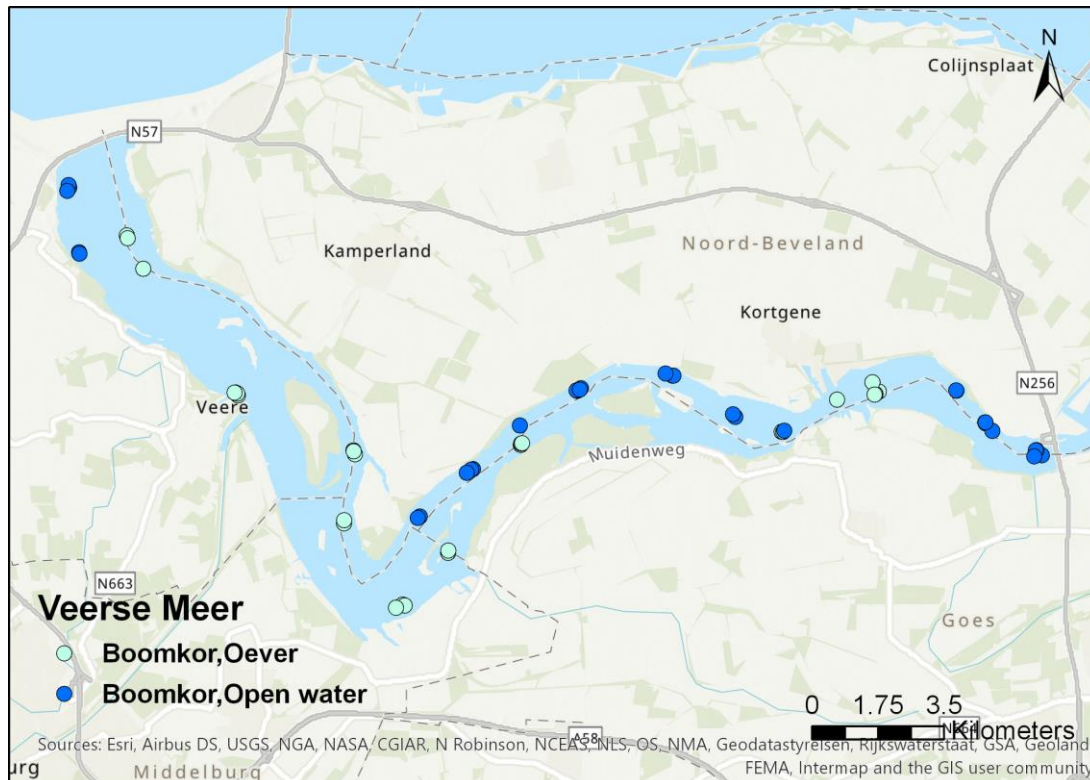 N
Colijnsplaat
N57
Kamperland
Noord-Beveland
Kortgene
N256
Veere
Muidenweg
N663
Veerse Meer
Goes
Boomkor,Oever
Boomkor,Open water
0 1.75 3.5
Kilometers
A58
Sources: Esri, Airbus DS, USGS, NGA, NASA, CGIAR, N Robinson, NCEAS, NLS, OS, NMA, Geodatastyrelsen, Rijkswaterstaat, GSA, Geoland
FEMA, Intermap and the GIS user community
urg
Middelburg